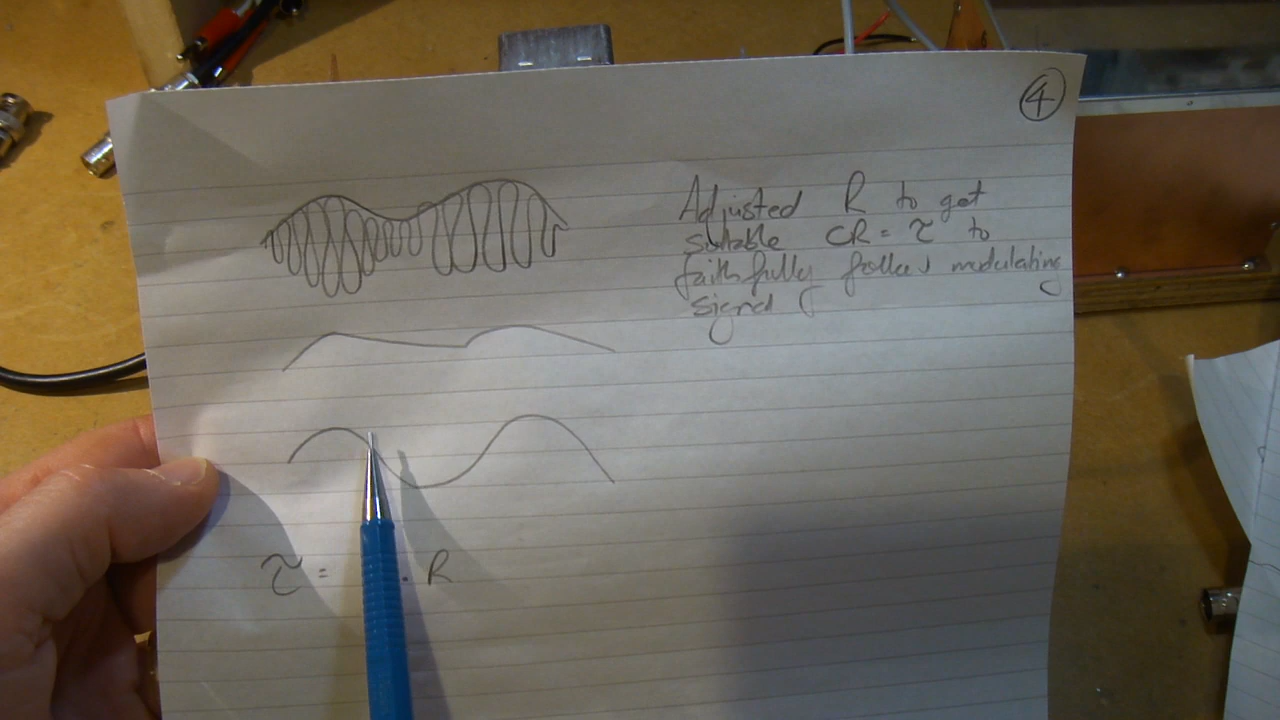 ④
Adjusted R to get
suitable CR = τ to
faithfully follow modulating
signal
τ = . R